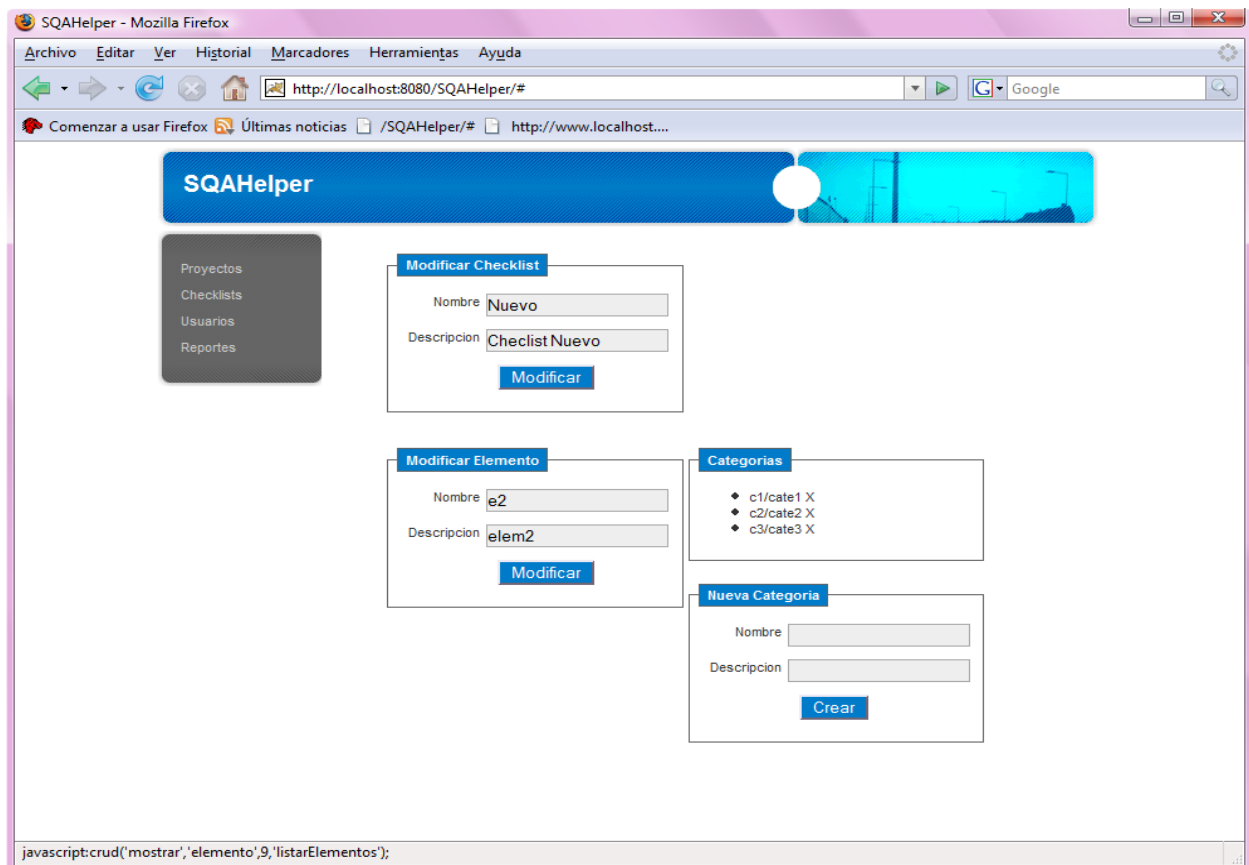 SQAHelper - Mozilla Firefox
Archivo Editar Ver Historial Marcadores Herramientas Ayuda
http://localhost:8080/SQAHelper/#
G Google
Comenzar a usar Firefox Últimas noticias /SQAHelper/# http://www.localhost....
SQAHelper
Proyectos
Checklists
Usuarios
Reportes
Modificar Checklist
Nombre Nuevo
Descripcion Checlist Nuevo
Modificar
Modificar Elemento
Nombre e2
Descripcion elem2
Modificar
Categorias
c1/cate1 X
c2/cate2 X
c3/cate3 X
Nueva Categoria
Nombre
Descripcion
Crear
javascript:crud('mostrar','elemento',9,'listarElementos');